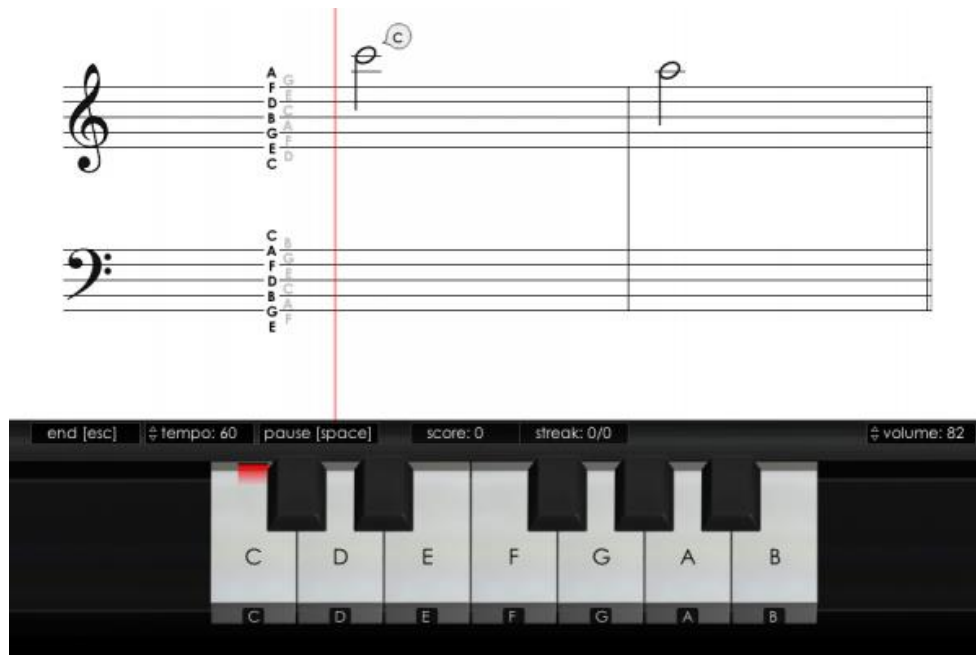 C
A
G
F
E
D
C
B
A
G
F
E
D
C
C
B
A
G
F
E
D
C
B
A
G
F
E
end [esc] tempo: 60 pause [space] score: 0 streak: 0/0 volume: 82
C D E F G A B
C D E F G A B